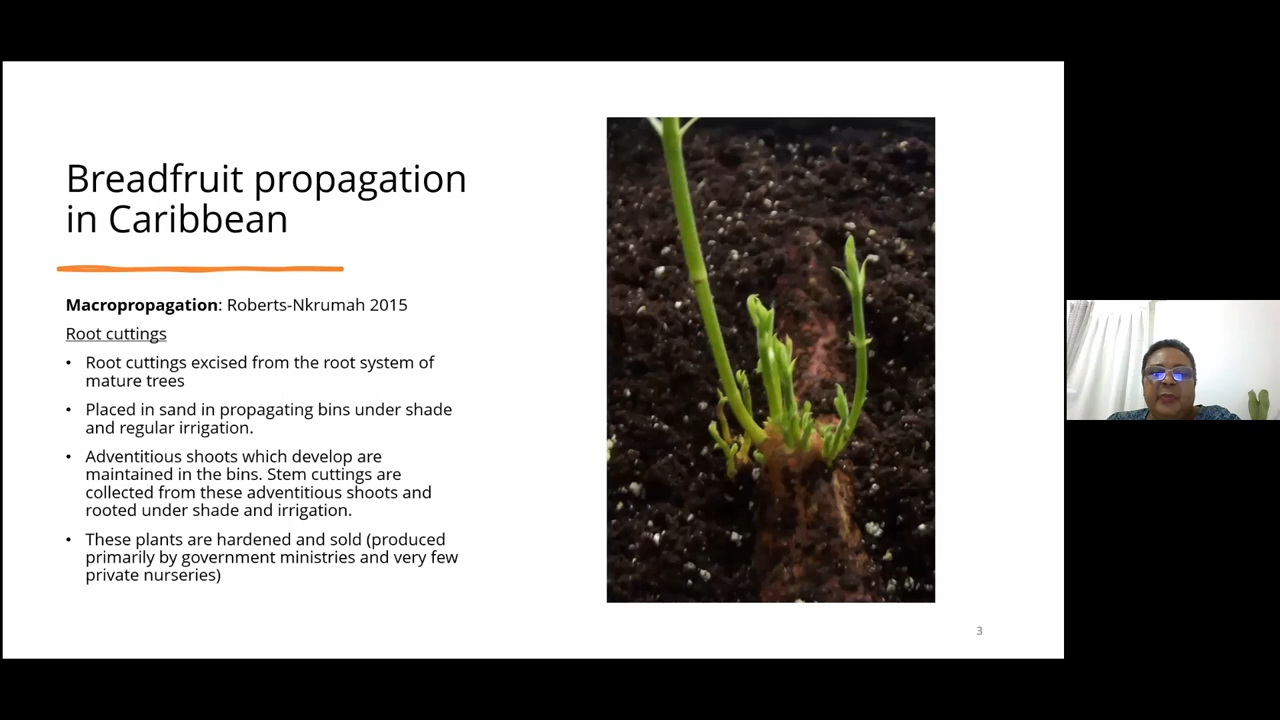 Breadfruit propagation
in Caribbean
Macropropagation: Roberts-Nkrumah 2015
Root cuttings
• Root cuttings excised from the root system of
mature trees
• Placed in sand in propagating bins under shade
and regular irrigation.
• Adventitious shoots which develop are
maintained in the bins. Stem cuttings are
collected from these adventitious shoots and
rooted under shade and irrigation.
• These plants are hardened and sold (produced
primarily by government ministries and very few
private nurseries)
3